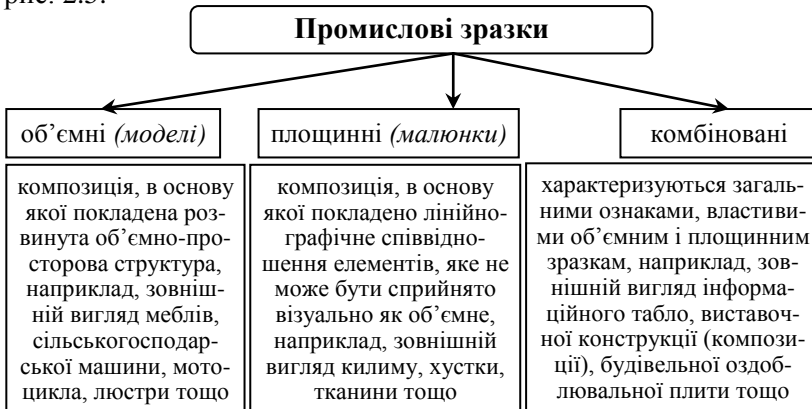 рис. 2.3.
Промислові зразки
об’ємні (моделі)
композиція, в основу
якої покладена роз-
винута об’ємно-про-
сторова структура,
наприклад, зовніш-
ній вигляд меблів,
сільськогосподар-
ської машини, мото-
цикла, люстри тощо
площинні (малюнки)
композиція, в основу
якої покладено лінійно-
графічне співвідно-
шення елементів, яке не
може бути сприйнято
візуально як об’ємне,
наприклад, зовнішній
вигляд килиму, хустки,
тканини тощо
комбіновані
характеризуються загаль-
ними ознаками, властиви-
ми об’ємним і площинним
зразкам, наприклад, зов-
нішній вигляд інформа-
ційного табло, виставоч-
ної конструкції (компози-
ції), будівельної оздоб-
лювальної плити тощо